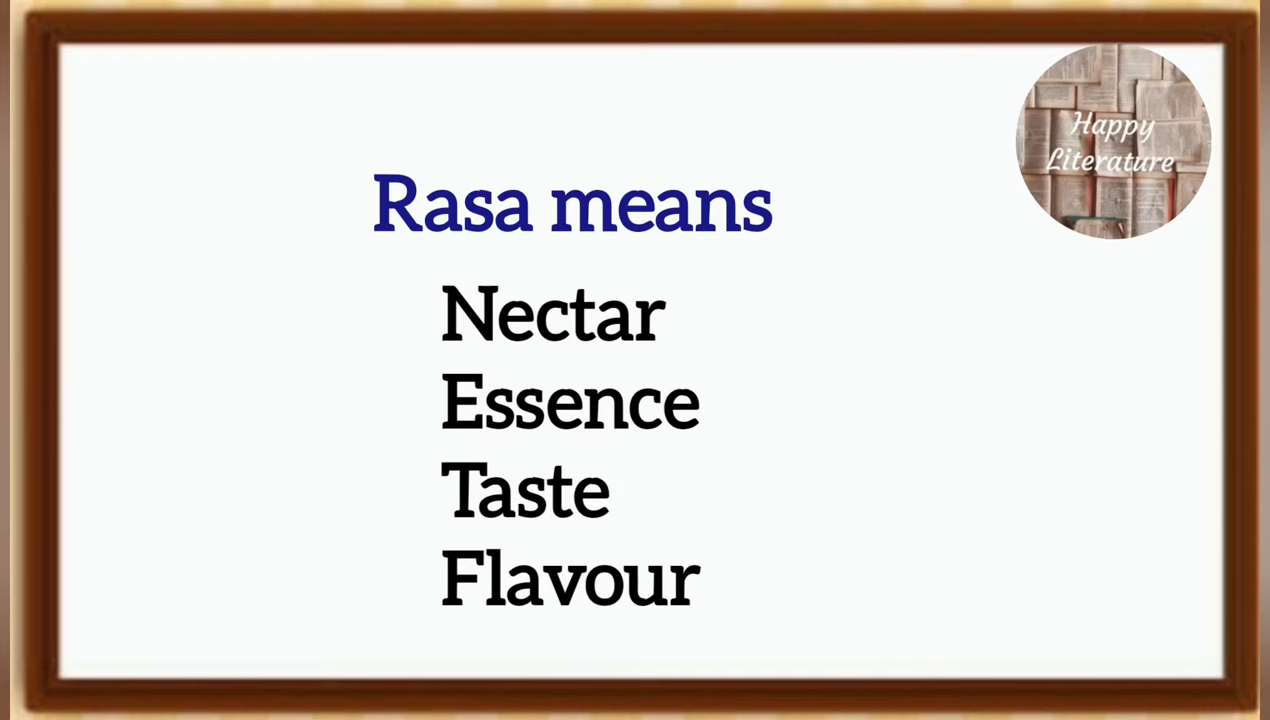 Happy
Literature
Rasa means
Nectar
Essence
Taste
Flavour